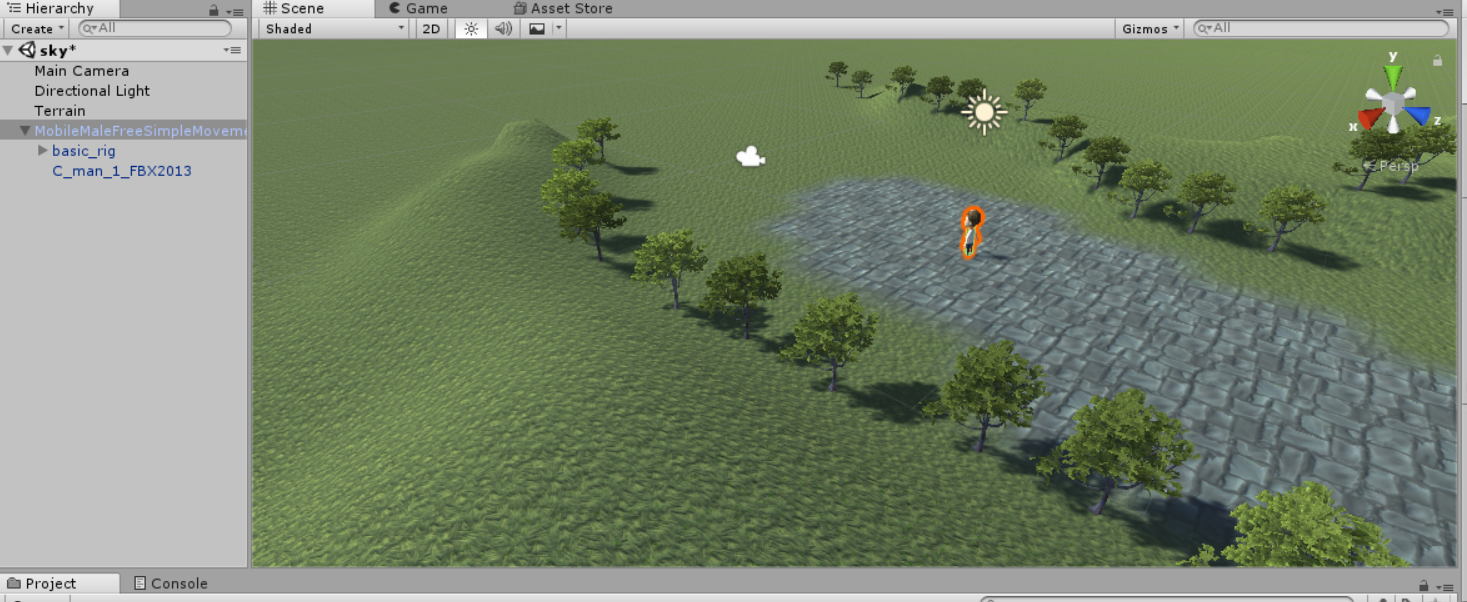 Hierarchy
Create
All
sky*
Main Camera
Directional Light
Terrain
MobileMaleFreeSimpleMovem
basic_rig
C_man_1_FBX2013
Scene Game Asset Store
Shaded 2D Gizmos All
y
x z
Persp
Project Console